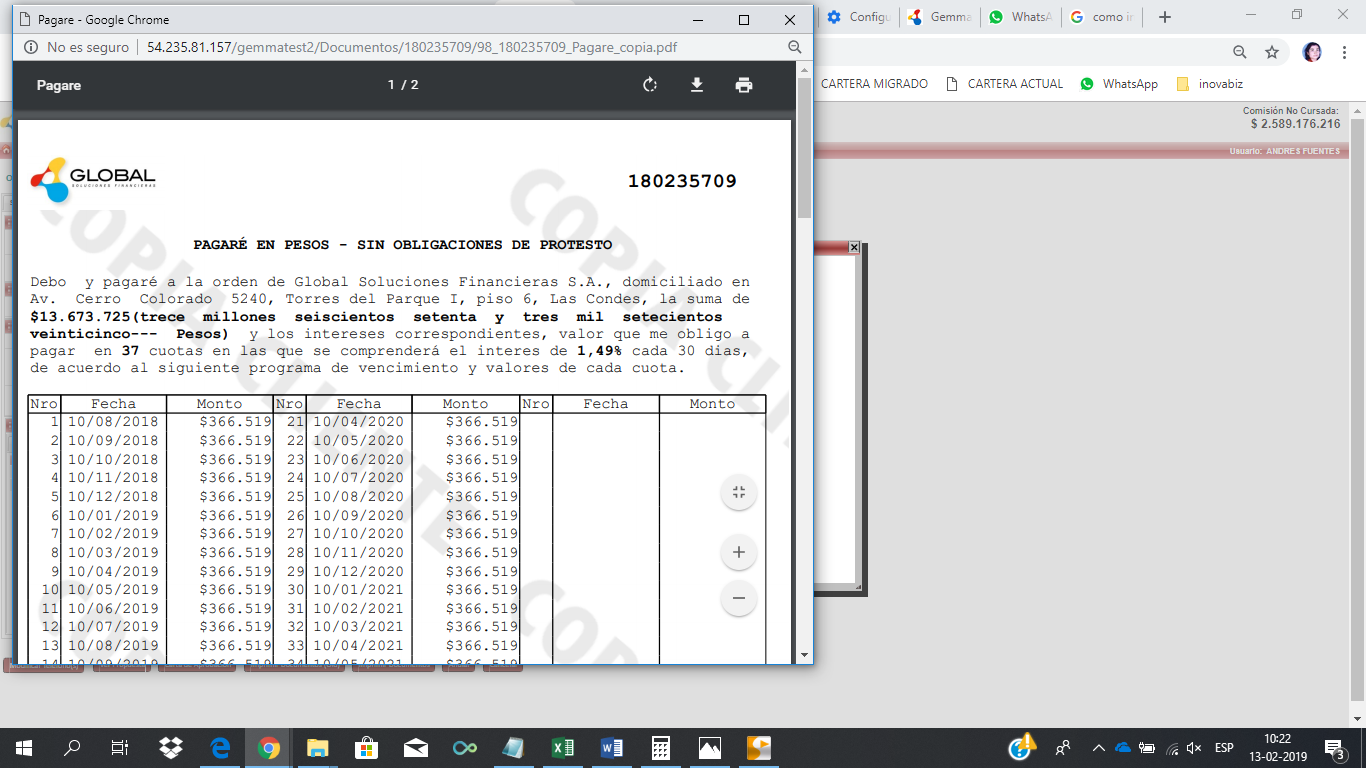 Pagare - Google Chrome
No es seguro | 54.235.81.157/gemmatest2/Documentos/180235709/98_180235709_Pagare_copia.pdf
Configu
Gemma
WhatsA
como in
CARTERA MIGRADO
CARTERA ACTUAL
WhatsApp
inovabiz
Pagare
1 / 2
Comisión No Cursada:
$ 2.589.176.216
Usuario: ANDRES FUENTES
GLOBAL
SOLUCIONES FINANCIERAS
180235709
PAGARÉ EN PESOS - SIN OBLIGACIONES DE PROTESTO
Debo y pagaré a la orden de Global Soluciones Financieras S.A., domiciliado en
Av. Cerro Colorado 5240, Torres del Parque I, piso 6, Las Condes, la suma de
$13.673.725(trece millones seiscientos setenta y tres mil setecientos
veinticinco--- Pesos) y los intereses correspondientes, valor que me obligo a
pagar en 37 cuotas en las que se comprenderá el interes de 1,49% cada 30 días,
de acuerdo al siguiente programa de vencimiento y valores de cada cuota.
Nro Fecha Monto Nro Fecha Monto Nro Fecha Monto
1 10/08/2018 $366.519 21 10/04/2020 $366.519
2 10/09/2018 $366.519 22 10/05/2020 $366.519
3 10/10/2018 $366.519 23 10/06/2020 $366.519
4 10/11/2018 $366.519 24 10/07/2020 $366.519
5 10/12/2018 $366.519 25 10/08/2020 $366.519
6 10/01/2019 $366.519 26 10/09/2020 $366.519
7 10/02/2019 $366.519 27 10/10/2020 $366.519
8 10/03/2019 $366.519 28 10/11/2020 $366.519
9 10/04/2019 $366.519 29 10/12/2020 $366.519
10 10/05/2019 $366.519 30 10/01/2021 $366.519
11 10/06/2019 $366.519 31 10/02/2021 $366.519
12 10/07/2019 $366.519 32 10/03/2021 $366.519
13 10/08/2019 $366.519 33 10/04/2021 $366.519
14 10/09/2019 $366.519 34 10/05/2021 $366.519
COPIA CLIENTE
COPIA CLIENTE
ESP
10:22
13-02-2019
3